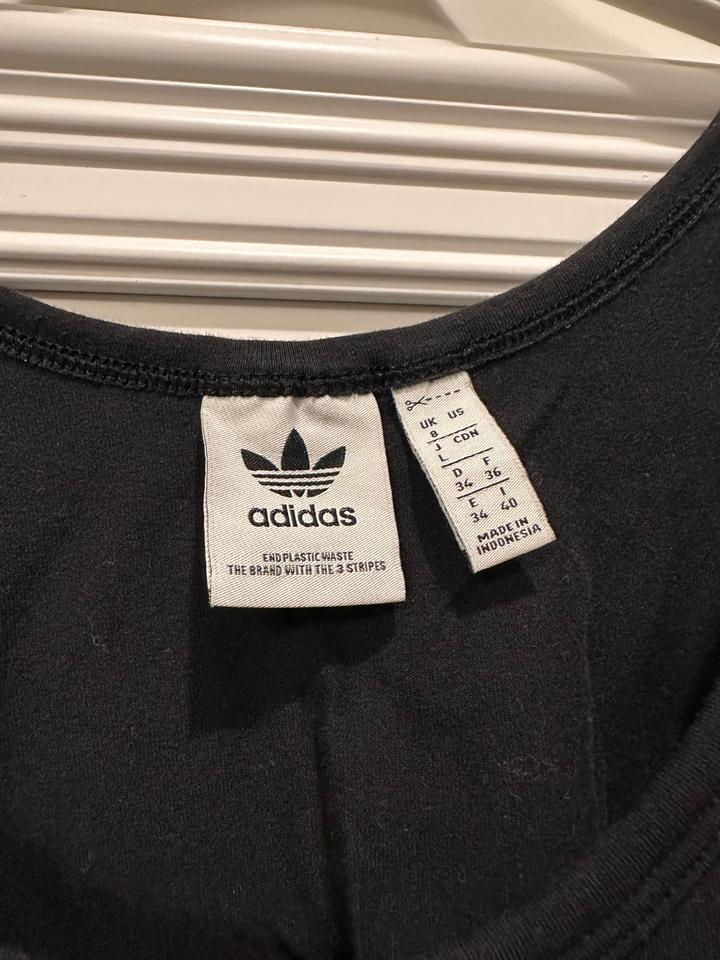 adidas
END PLASTIC WASTE
THE BRAND WITH THE 3 STRIPES
UK US
8
J CDN
L
D F
34 36
E I
34 40
MADE IN
INDONESIA